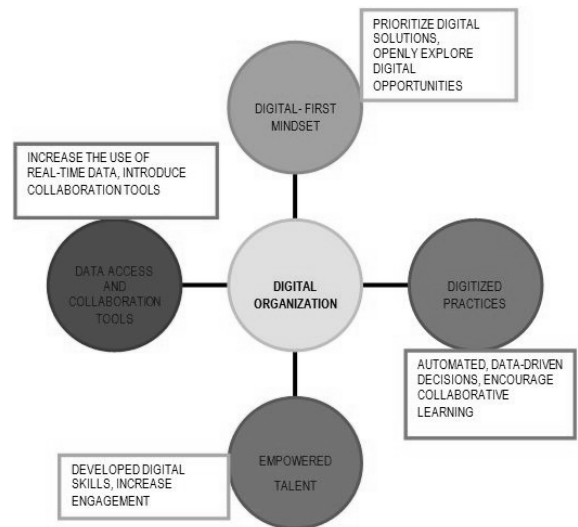 PRIORITIZE DIGITAL
SOLUTIONS,
OPENLY EXPLORE
DIGITAL
OPPORTUNITIES
DIGITAL- FIRST
MINDSET
INCREASE THE USE OF
REAL-TIME DATA, INTRODUCE
COLLABORATION TOOLS
DATA ACCESS
AND
COLLABORATION
TOOLS
DIGITAL
ORGANIZATION
DIGITIZED
PRACTICES
AUTOMATED, DATA-DRIVEN
DECISIONS, ENCOURAGE
COLLABORATIVE
LEARNING
EMPOWERED
TALENT
DEVELOPED DIGITAL
SKILLS, INCREASE
ENGAGEMENT